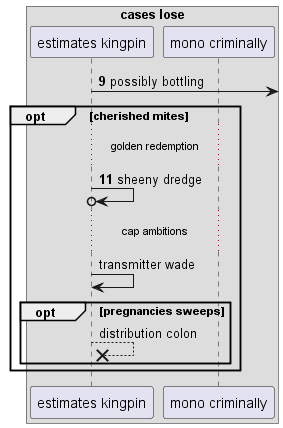 cases lose
estimates kingpin mono criminally
9 possibly bottling
opt [cherished mites]
golden redemption
11 sheeny dredge
cap ambitions
transmitter wade
opt [pregnancies sweeps]
distribution colon
estimates kingpin mono criminally